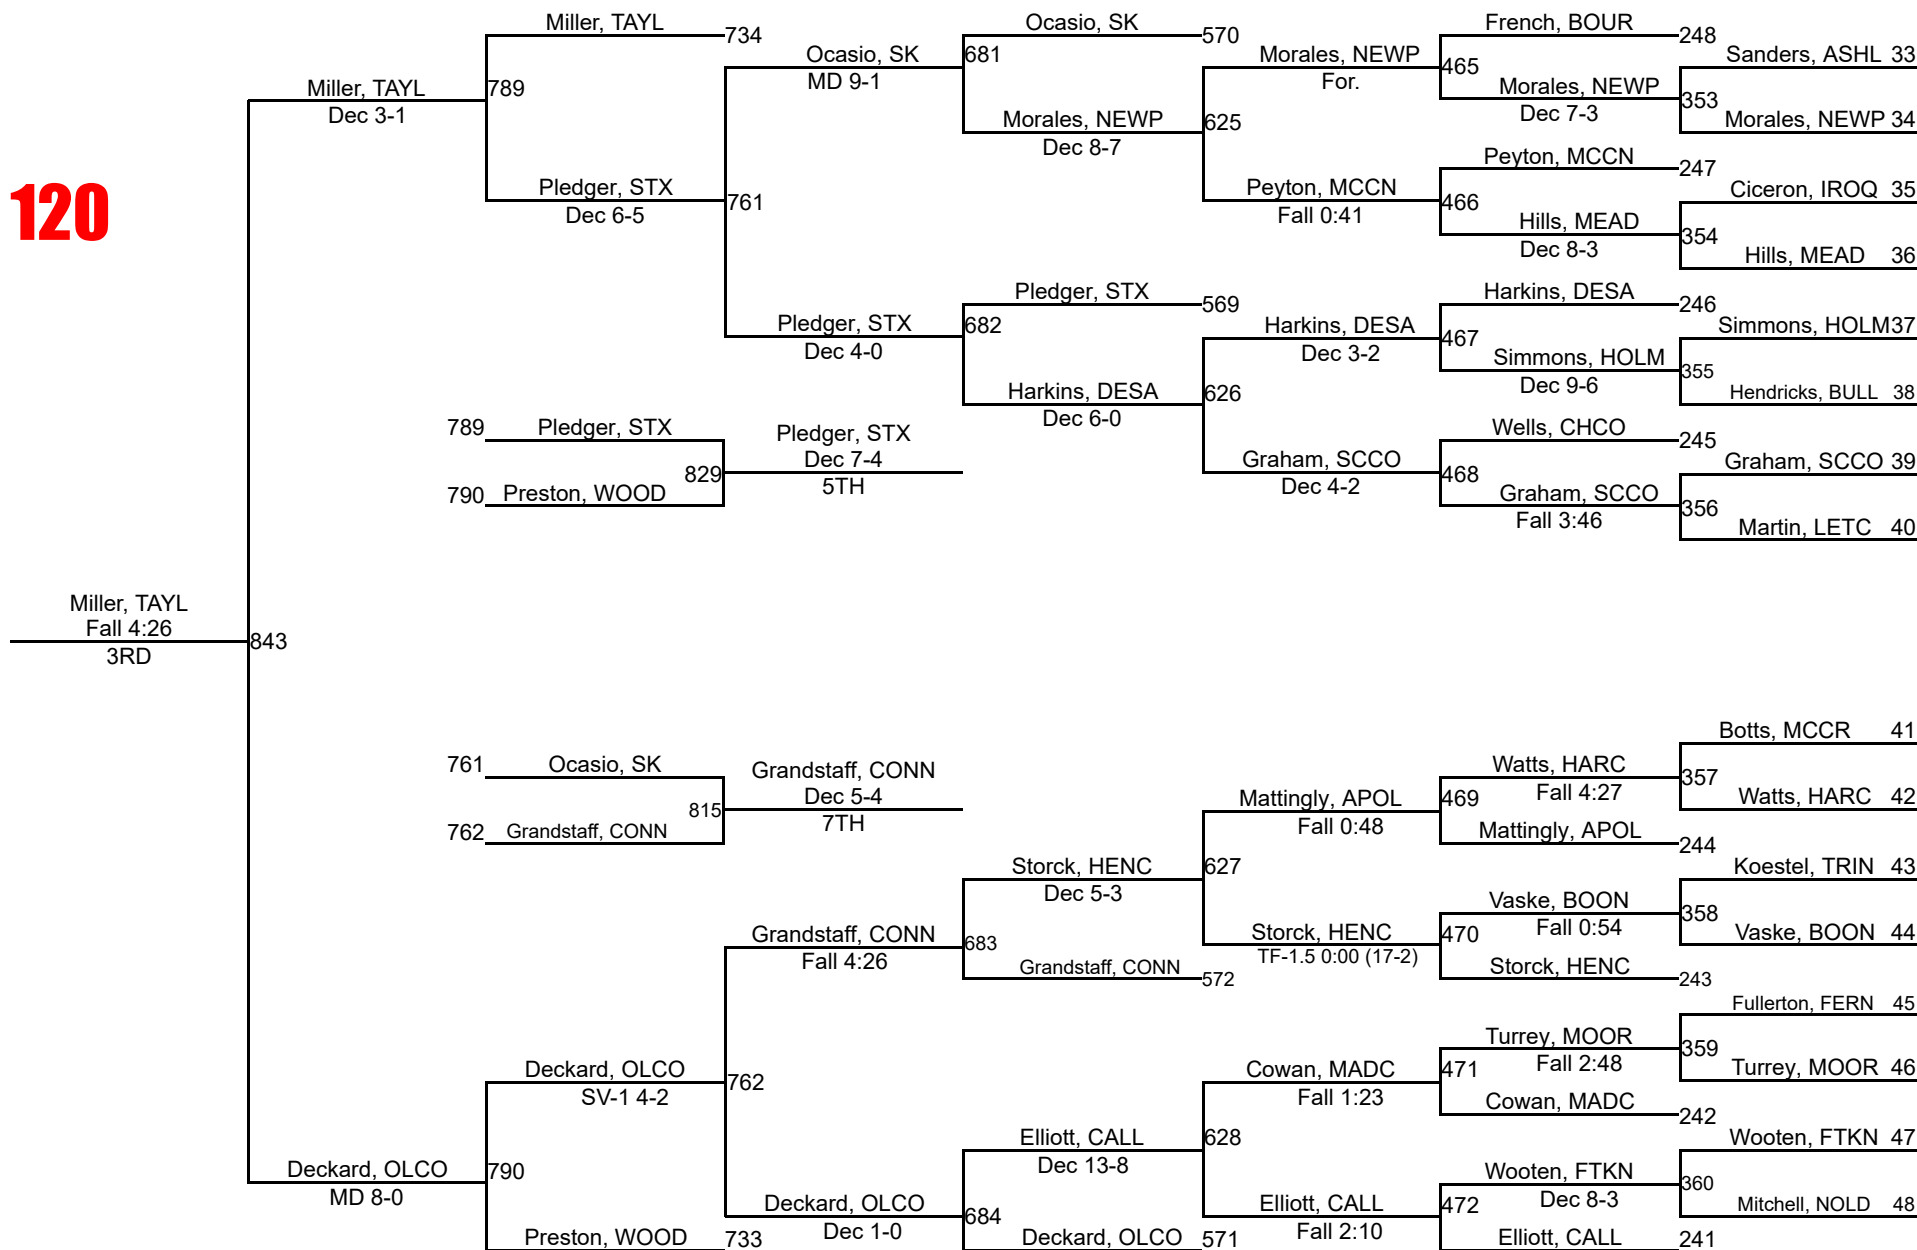 120
Miller, TAYL
734
Ocasio, SK
570
French, BOUR
248
Ocasio, SK
MD 9-1
681
Morales, NEWP
For.
465
Sanders, ASHL 33
Miller, TAYL
Dec 3-1
789
Morales, NEWP
Dec 7-3
353
Morales, NEWP
Dec 8-7
625
Morales, NEWP 34
Peyton, MCCN
247
Pledger, STX
Dec 6-5
761
Peyton, MCCN
Fall 0:41
466
Ciceron, IROQ 35
Hills, MEAD
Dec 8-3
354
Hills, MEAD 36
Pledger, STX
569
Harkins, DESA
246
Pledger, STX
Dec 4-0
682
Harkins, DESA
Dec 3-2
467
Simmons, HOLM37
Simmons, HOLM
Dec 9-6
355
Harkins, DESA
Dec 6-0
626
Hendricks, BULL 38
789
Pledger, STX
Pledger, STX
Dec 7-4
5TH
Wells, CHCO
245
829
Graham, SCCO
Dec 4-2
468
Graham, SCCO 39
790
Preston, WOOD
Graham, SCCO
Fall 3:46
356
Martin, LETC 40
Miller, TAYL
Fall 4:26
3RD
843
Botts, MCCR 41
761
Ocasio, SK
Grandstaff, CONN
Dec 5-4
7TH
Watts, HARC
Fall 4:27
357
815
Mattingly, APOL
Fall 0:48
469
Watts, HARC 42
762
Grandstaff, CONN
Mattingly, APOL
244
Storck, HENC
Dec 5-3
627
Koestel, TRIN 43
Vaske, BOON
Fall 0:54
358
Grandstaff, CONN
Fall 4:26
683
Storck, HENC
TF-1.5 0:00 (17-2)
470
Vaske, BOON 44
Grandstaff, CONN
572
Storck, HENC
243
Fullerton, FERN 45
Turrey, MOOR
Fall 2:48
359
Deckard, OLCO
SV-1 4-2
762
Cowan, MADC
Fall 1:23
471
Turrey, MOOR 46
Cowan, MADC
242
Elliott, CALL
Dec 13-8
628
Wooten, FTKN 47
Deckard, OLCO
MD 8-0
790
Wooten, FTKN
Dec 8-3
360
Deckard, OLCO
Dec 1-0
684
Elliott, CALL
Fall 2:10
472
Mitchell, NOLD 48
Preston, WOOD
733
Deckard, OLCO
571
Elliott, CALL
241